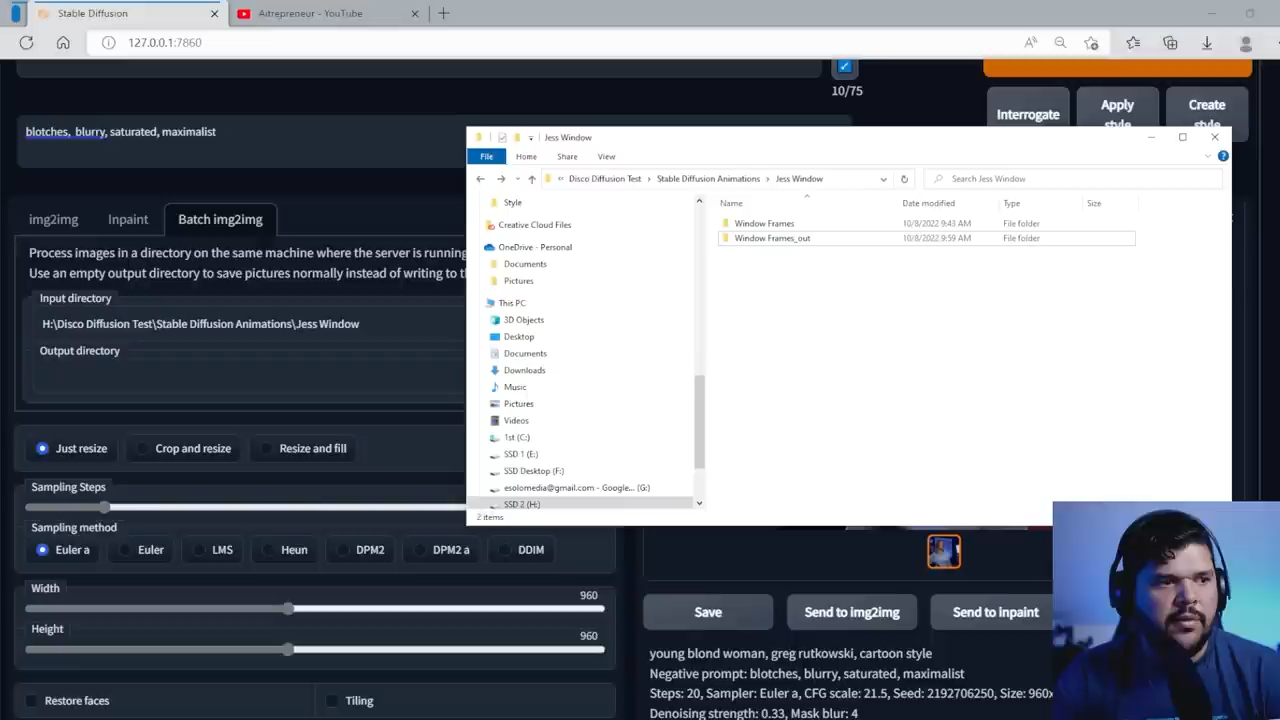 Stable Diffusion
Aitrepreneur - YouTube
127.0.0.1:7860
10/75
Interrogate
Apply
style
Create
style
blotches, blurry, saturated, maximalist
img2img
Inpaint
Batch img2img
Process images in a directory on the same machine where the server is running
Use an empty output directory to save pictures normally instead of writing to th
Input directory
H:\Disco Diffusion Test\Stable Diffusion Animations\Jess Window
Output directory
Just resize
Crop and resize
Resize and fill
Sampling Steps
Sampling method
Euler a
Euler
LMS
Heun
DPM2
DPM2 a
DDIM
Width
960
Height
960
Restore faces
Tiling
Jess Window
File
Home
Share
View
Disco Diffusion Test
Stable Diffusion Animations
Jess Window
Search Jess Window
Style
Creative Cloud Files
OneDrive - Personal
Documents
Pictures
This PC
3D Objects
Desktop
Documents
Downloads
Music
Pictures
Videos
1st (C:)
SSD 1 (E:)
SSD Desktop (F:)
esolomedia@gmail.com - Google... (G:)
SSD 2 (H:)
2 items
Name
Date modified
Type
Size
Window Frames
10/8/2022 9:43 AM
File folder
Window Frames_out
10/8/2022 9:59 AM
File folder
Save
Send to img2img
Send to inpaint
young blond woman, greg rutkowski, cartoon style
Negative prompt: blotches, blurry, saturated, maximalist
Steps: 20, Sampler: Euler a, CFG scale: 21.5, Seed: 2192706250, Size: 960x
Denoising strength: 0.33, Mask blur: 4